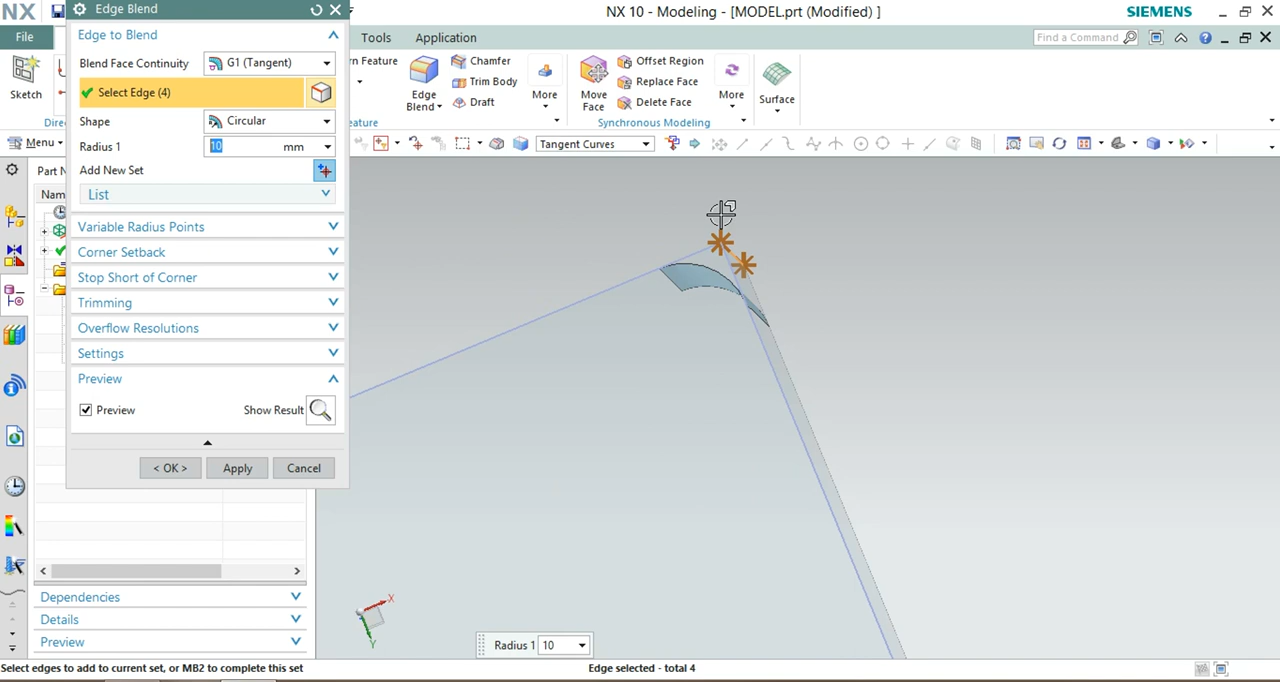 NX
Edge Blend
NX 10 - Modeling - [MODEL.prt (Modified) ]
SIEMENS
File
Tools
Application
Find a Command
Edge to Blend
Blend Face Continuity
G1 (Tangent)
Select Edge (4)
Shape
Circular
Radius 1
10
mm
Add New Set
List
Variable Radius Points
Corner Setback
Stop Short of Corner
Trimming
Overflow Resolutions
Settings
Preview
Preview
Show Result
< OK >
Apply
Cancel
Sketch
Menu
rn Feature
Edge
Blend
Chamfer
Trim Body
Draft
More
eature
Move
Face
Offset Region
Replace Face
Delete Face
More
Surface
Synchronous Modeling
Direc
Tangent Curves
Part N
Nam
Dependencies
Details
Preview
X
Y
Radius 1
10
Select edges to add to current set, or MB2 to complete this set
Edge selected - total 4